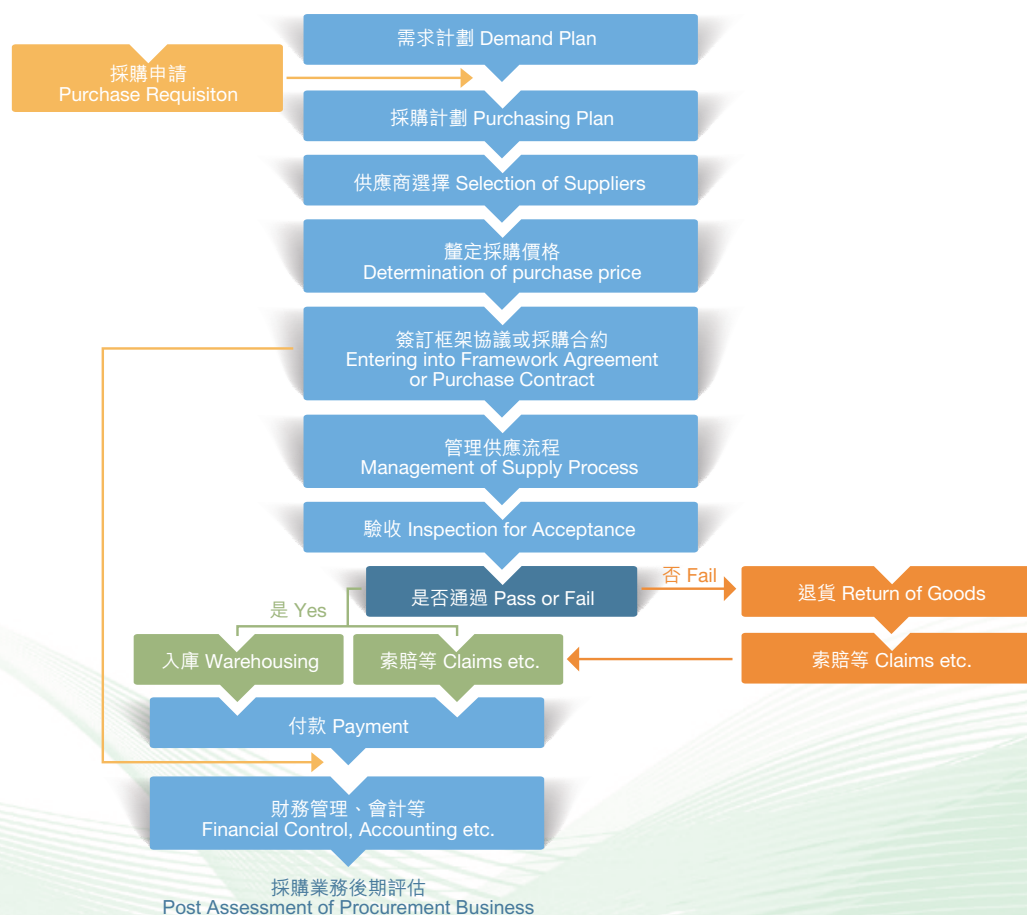 需求計劃 Demand Plan
採購申請
Purchase Requisiton
採購計劃 Purchasing Plan
供應商選擇 Selection of Suppliers
釐定採購價格
Determination of purchase price
簽訂框架協議或採購合約
Entering into Framework Agreement
or Purchase Contract
管理供應流程
Management of Supply Process
驗收 Inspection for Acceptance
是否通過 Pass or Fail
否 Fail
退貨 Return of Goods
是 Yes
入庫 Warehousing
索賠等 Claims etc.
索賠等 Claims etc.
付款 Payment
財務管理、會計等
Financial Control, Accounting etc.
採購業務後期評估
Post Assessment of Procurement Business